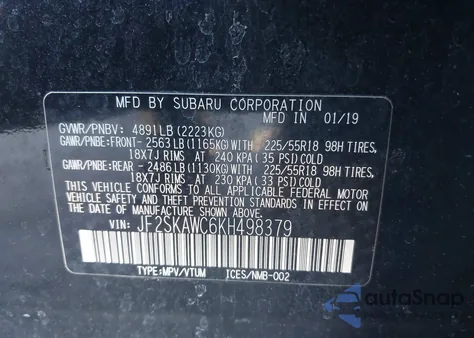 MFD BY SUBARU CORPORATION
MFD IN 01/19
GVWR/PNBV: 4891LB(2223KG)
GAWR/PNBE:FRONT- 2563LB(1165KG)WITH 225/55R18 98H TIRES,
18X7J RIMS AT 240 KPA(35 PSI)COLD
GAWR/PNBE:REAR - 2486LB(1130KG)WITH 225/55R18 98H TIRES,
18X7J RIMS AT 230 KPA(33 PSI)COLD
THIS VEHICLE CONFORMS TO ALL APPLICABLE FEDERAL MOTOR
VEHICLE SAFETY AND THEFT PREVENTION STANDARDS
IN EFFECT ON THE DATE OF MANUFACTURE SHOWN ABOVE.
VIN: JF2SKAWC6KH498379
TYPE:MPV/VTUM ICES/NMB-002
autoSnap